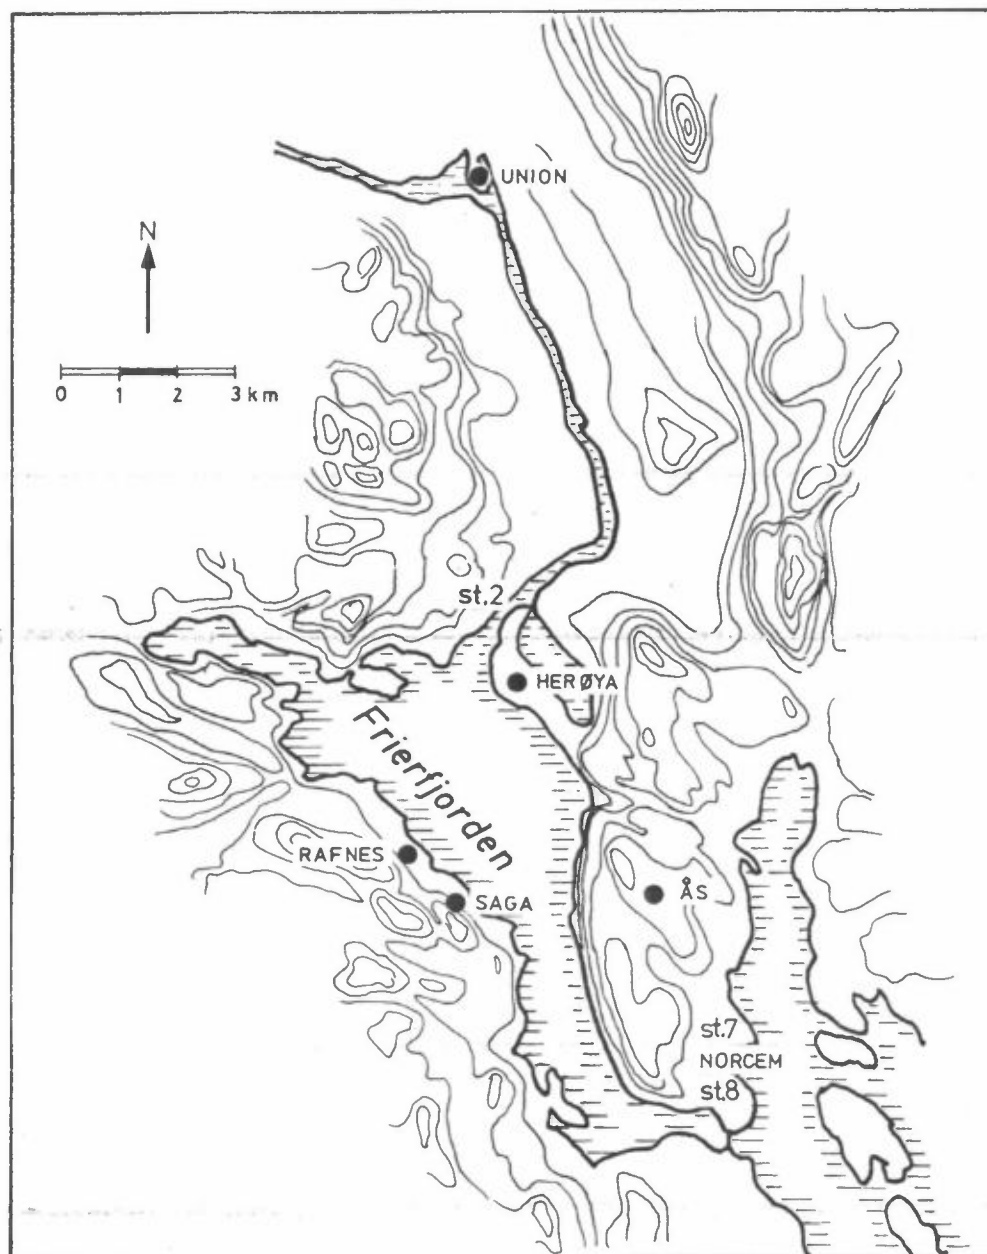 UNION
N
0 1 2 3 km
st.2
HERØYA
Frierfjorden
RAFNES
SAGA
ÅS
st.7
NORCEM
st.8